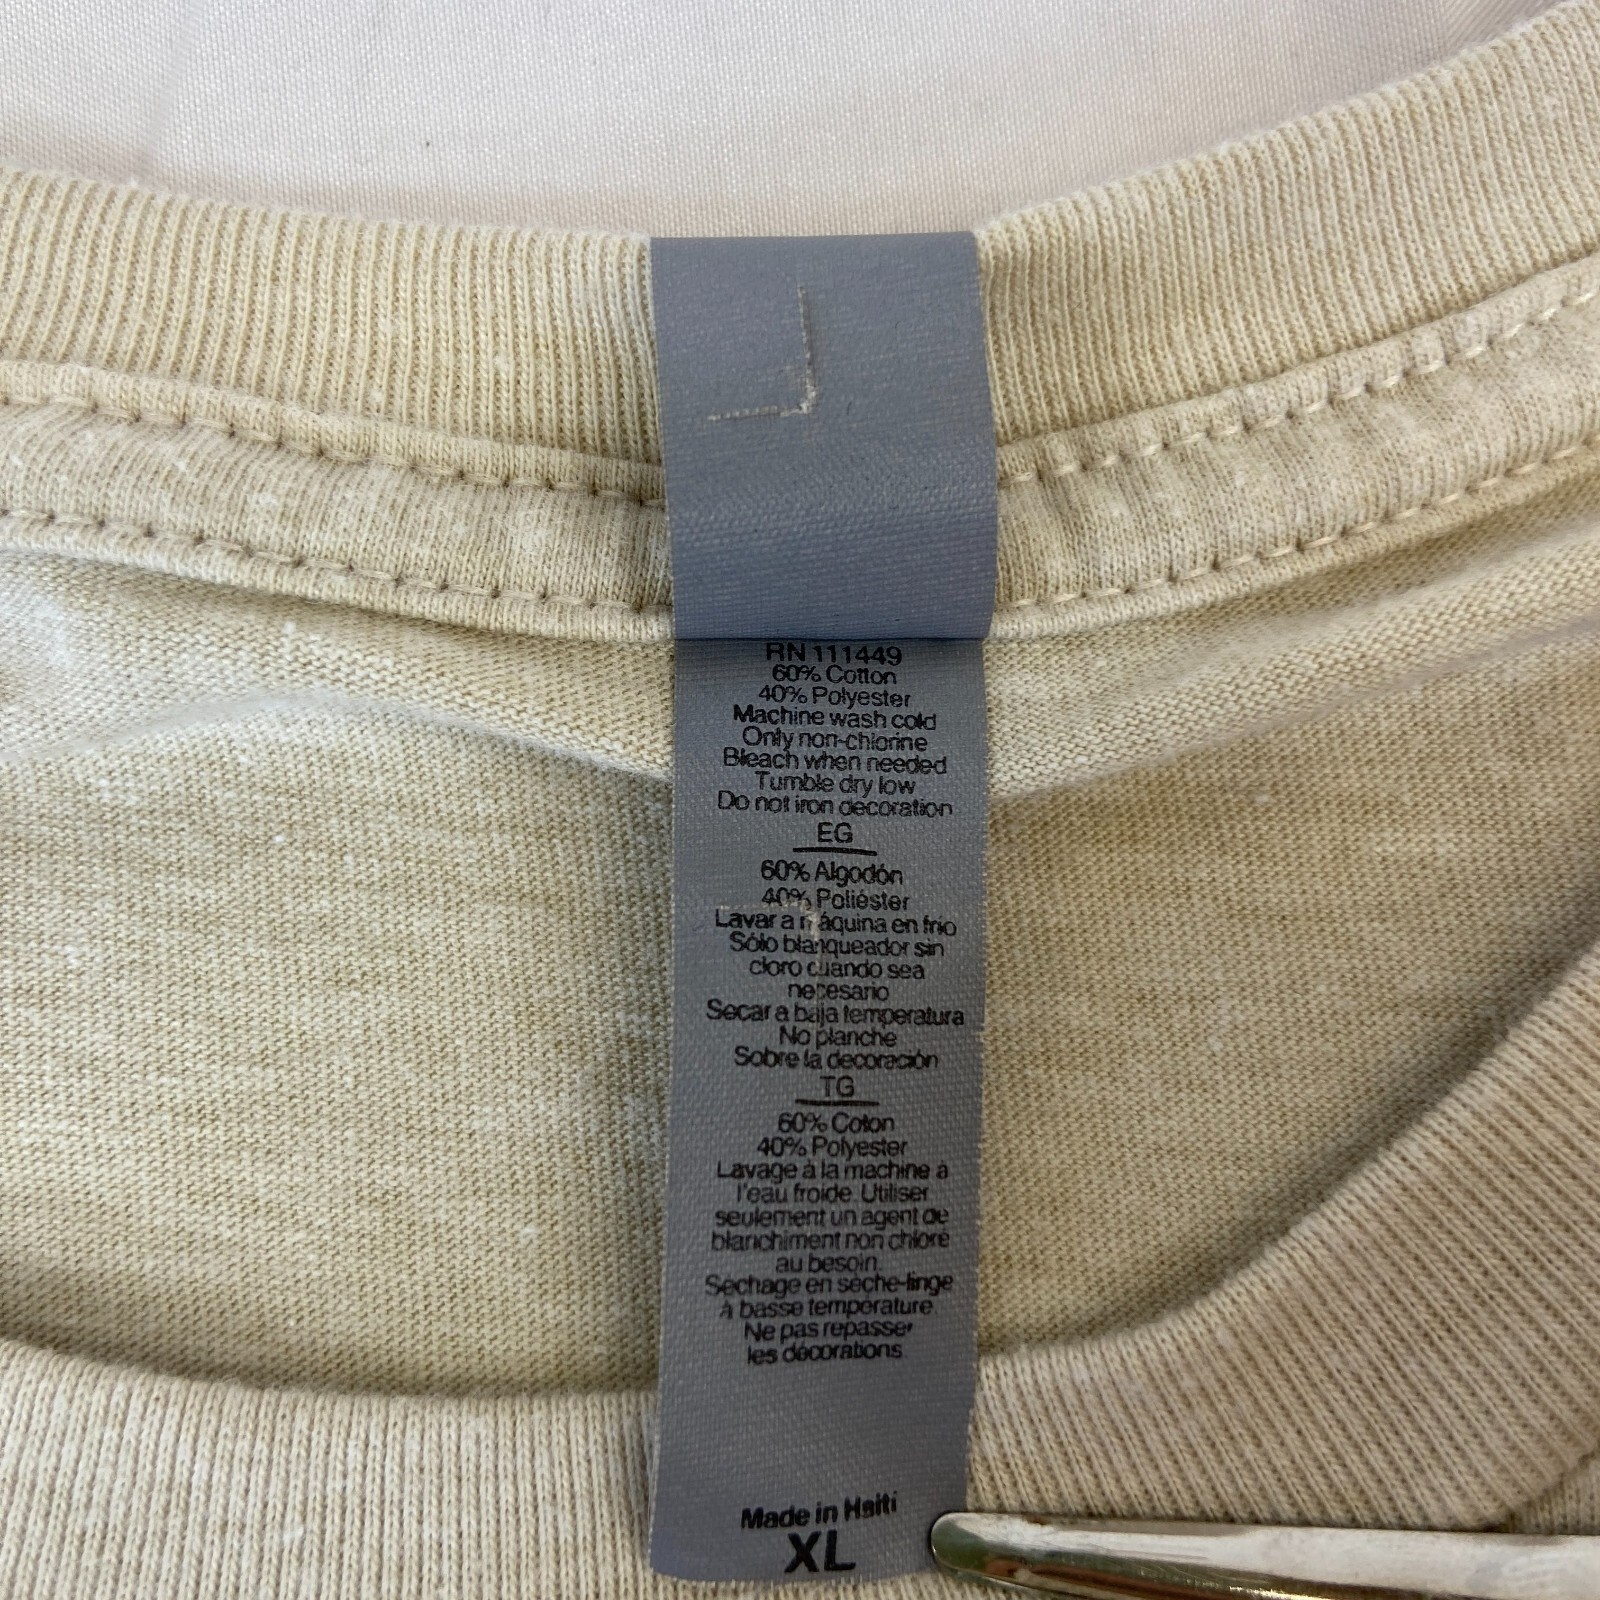 RN 111449
60% Cotton
40% Polyester
Machine wash cold
Only non-chlorine
Bleach when needed
Tumble dry low
Do not iron decoration
EG
60% Algodón
40% Poliéster
Lavar a máquina en frío
Sólo blanqueador sin
cloro cuando sea
necesario
Secar a baja temperatura
No planche
Sobre la decoración
TG
60% Coton
40% Polyester
Lavage à la machine à
l'eau froide. Utiliser
seulement un agent de
blanchiment non chloré
au besoin.
Séchage en sèche-linge
à basse température.
Ne pas repasser
les décorations
Made in Haiti
XL